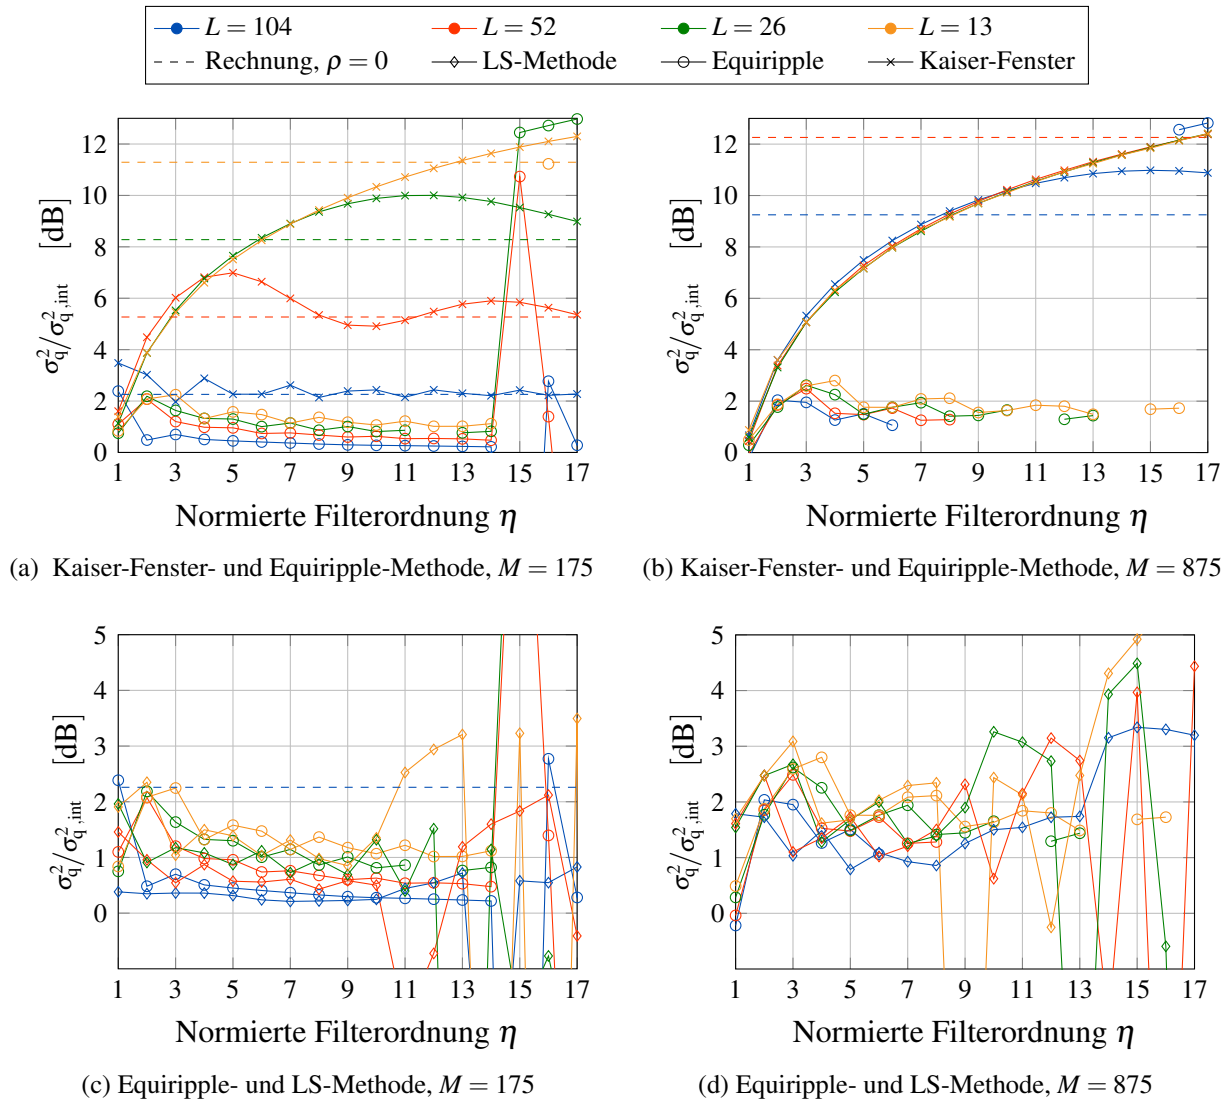 L = 104 L = 52 L = 26 L = 13
Rechnung, ρ = 0 LS-Methode Equiripple Kaiser-Fenster
12
10
8
6
4
2
0
1 3 5 7 9 11 13 15 17
σ²q/σ²q,int [dB]
Normierte Filterordnung η
(a) Kaiser-Fenster- und Equiripple-Methode, M = 175
12
10
8
6
4
2
0
1 3 5 7 9 11 13 15 17
σ²q/σ²q,int [dB]
Normierte Filterordnung η
(b) Kaiser-Fenster- und Equiripple-Methode, M = 875
5
4
3
2
1
0
1 3 5 7 9 11 13 15 17
σ²q/σ²q,int [dB]
Normierte Filterordnung η
(c) Equiripple- und LS-Methode, M = 175
5
4
3
2
1
0
1 3 5 7 9 11 13 15 17
σ²q/σ²q,int [dB]
Normierte Filterordnung η
(d) Equiripple- und LS-Methode, M = 875